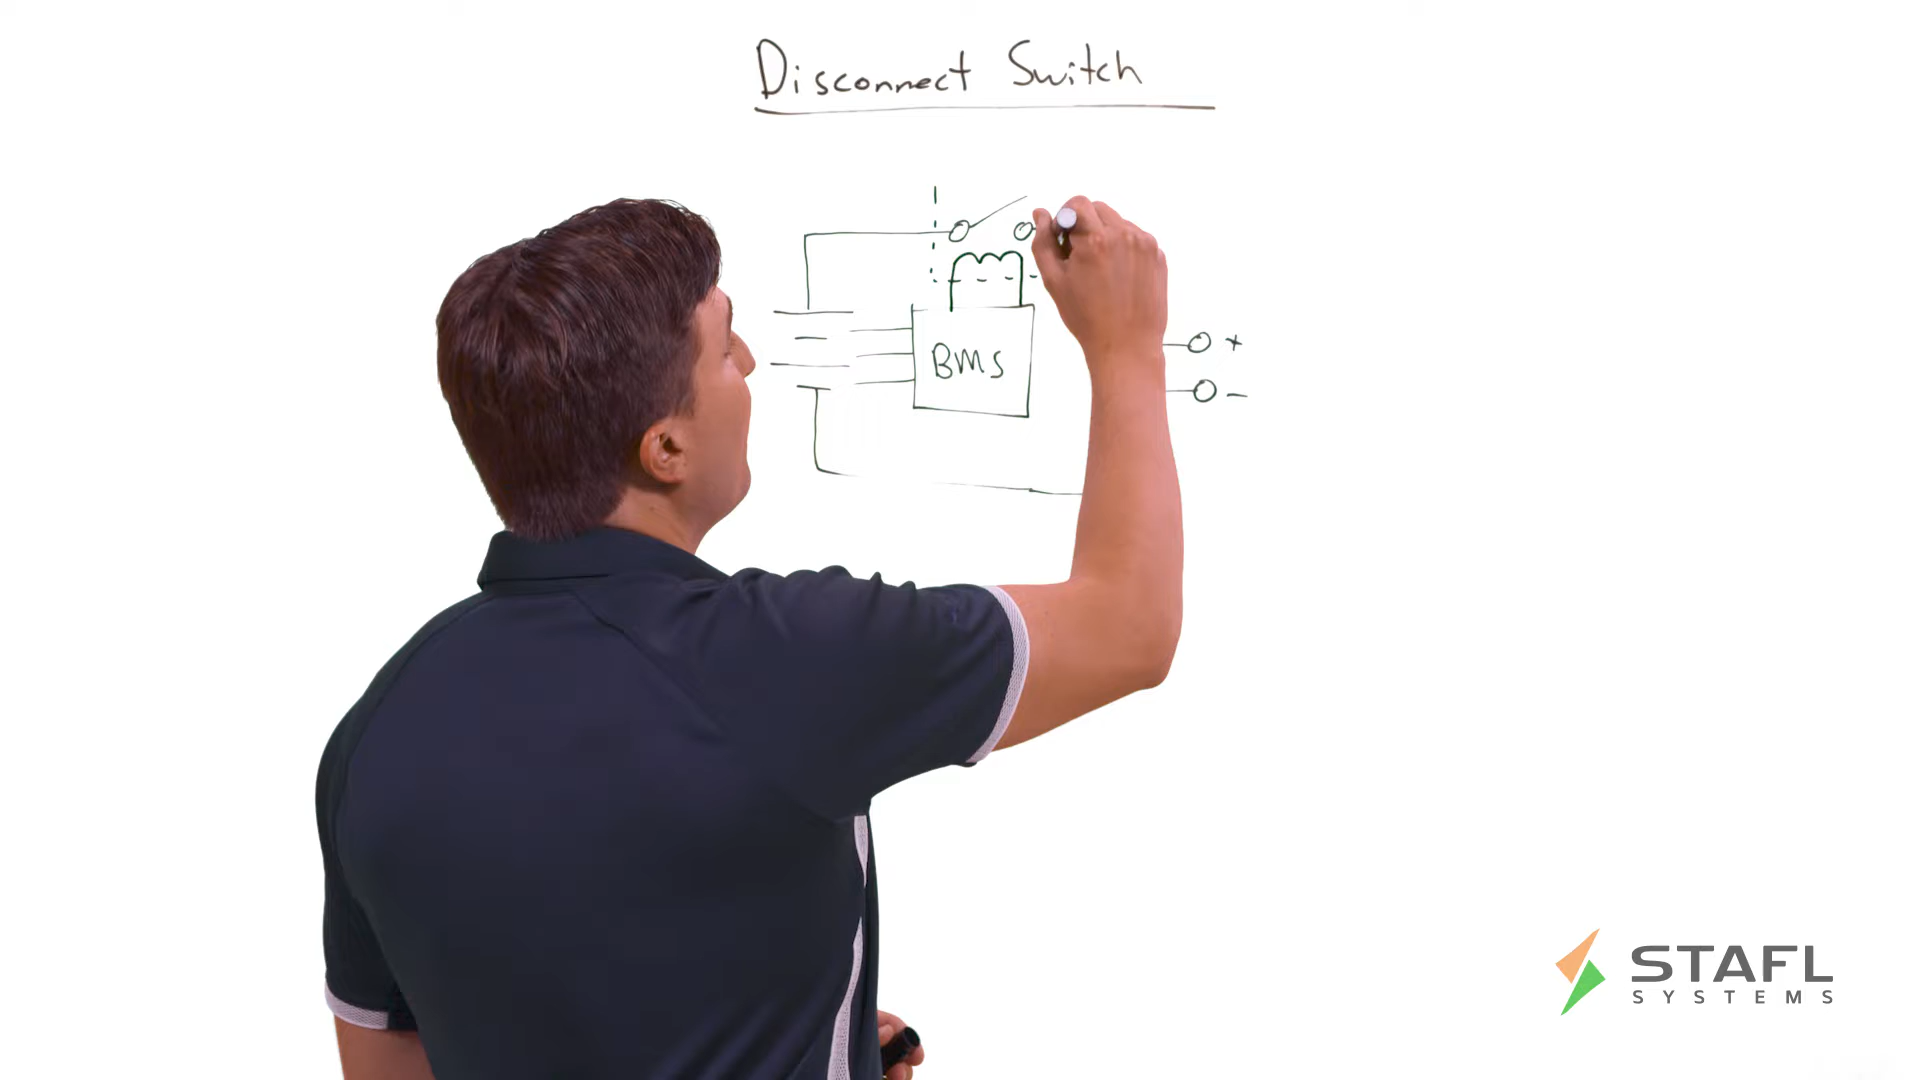 Disconnect Switch
BMS
+
-
STAFL
SYSTEMS